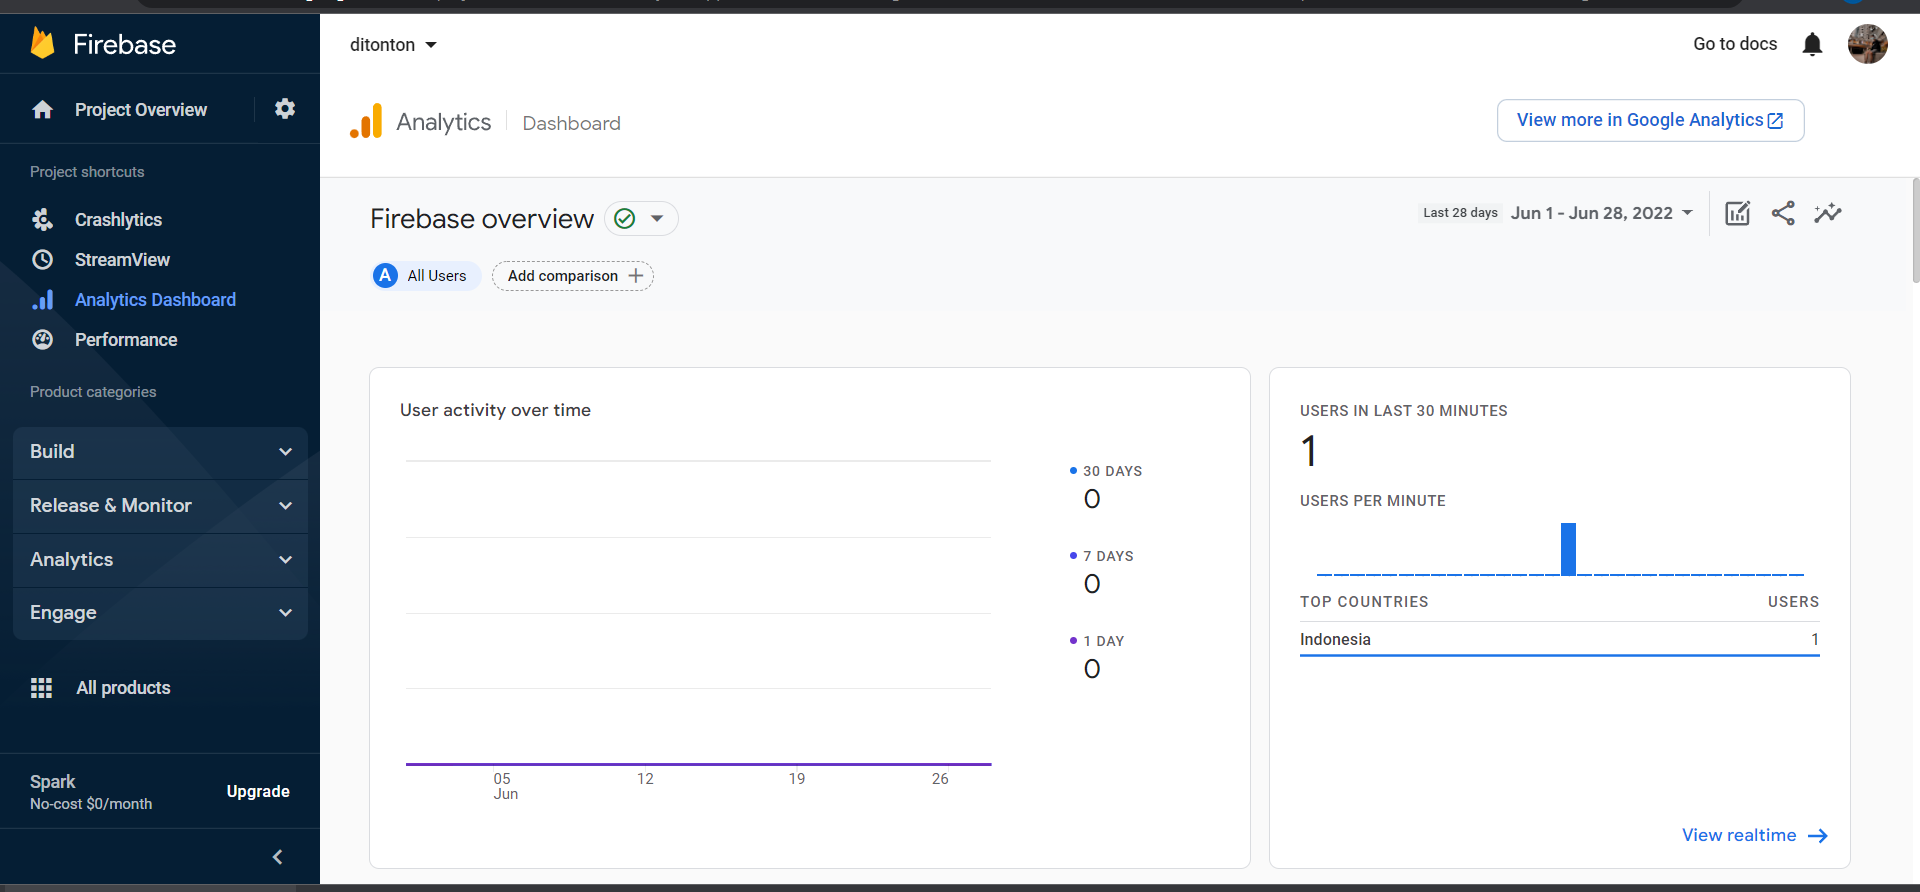 Firebase
ditonton
Go to docs
Project Overview
Analytics
Dashboard
View more in Google Analytics
Project shortcuts
Crashlytics
StreamView
Analytics Dashboard
Performance
Product categories
Build
Release & Monitor
Analytics
Engage
All products
Spark
No-cost $0/month
Upgrade
Firebase overview
Last 28 days Jun 1 - Jun 28, 2022
A All Users
Add comparison
User activity over time
30 DAYS
0
7 DAYS
0
1 DAY
0
05 12 19 26
Jun
USERS IN LAST 30 MINUTES
1
USERS PER MINUTE
TOP COUNTRIES USERS
Indonesia 1
View realtime